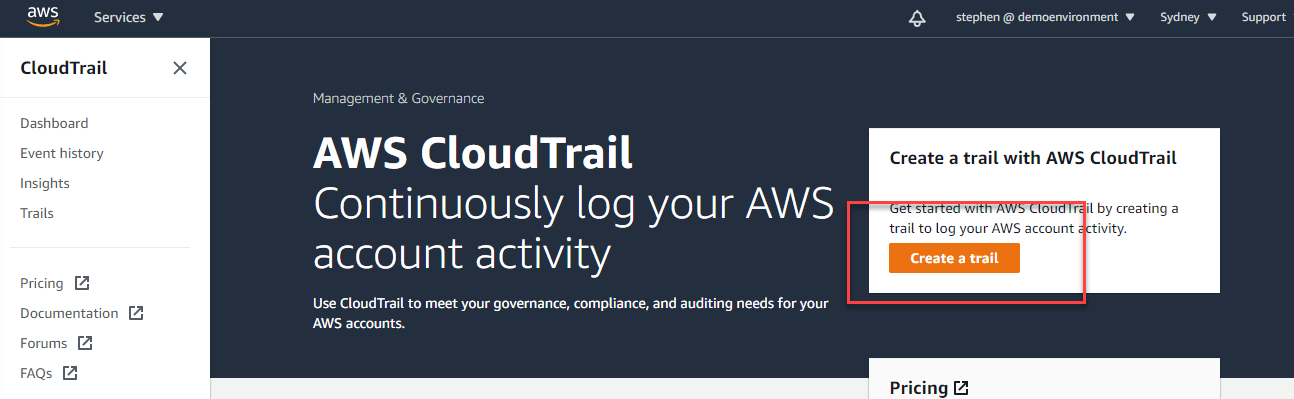 aws
Services
stephen @ demoenvironment
Sydney
Support
CloudTrail
Dashboard
Event history
Insights
Trails
Pricing
Documentation
Forums
FAQs
Management & Governance
AWS CloudTrail
Continuously log your AWS
account activity
Use CloudTrail to meet your governance, compliance, and auditing needs for your
AWS accounts.
Create a trail with AWS CloudTrail
Get started with AWS CloudTrail by creating a
trail to log your AWS account activity.
Create a trail
Pricing